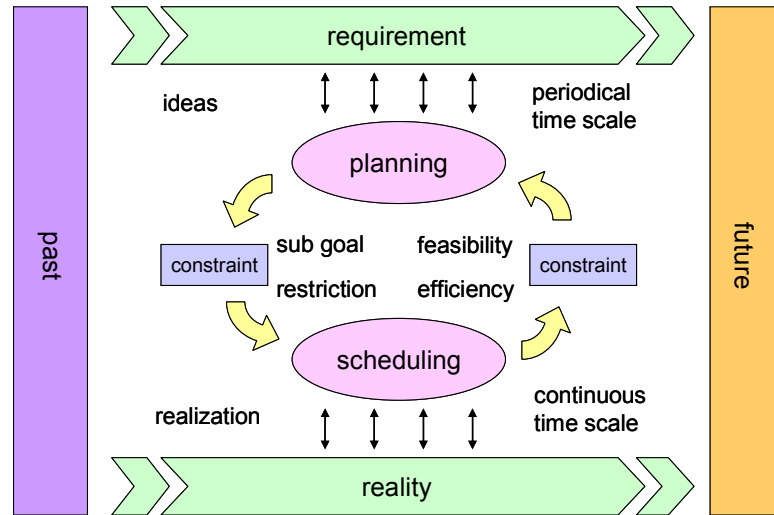 requirement
ideas
periodical
time scale
planning
past
future
constraint
sub goal
feasibility
constraint
restriction
efficiency
scheduling
realization
continuous
time scale
reality